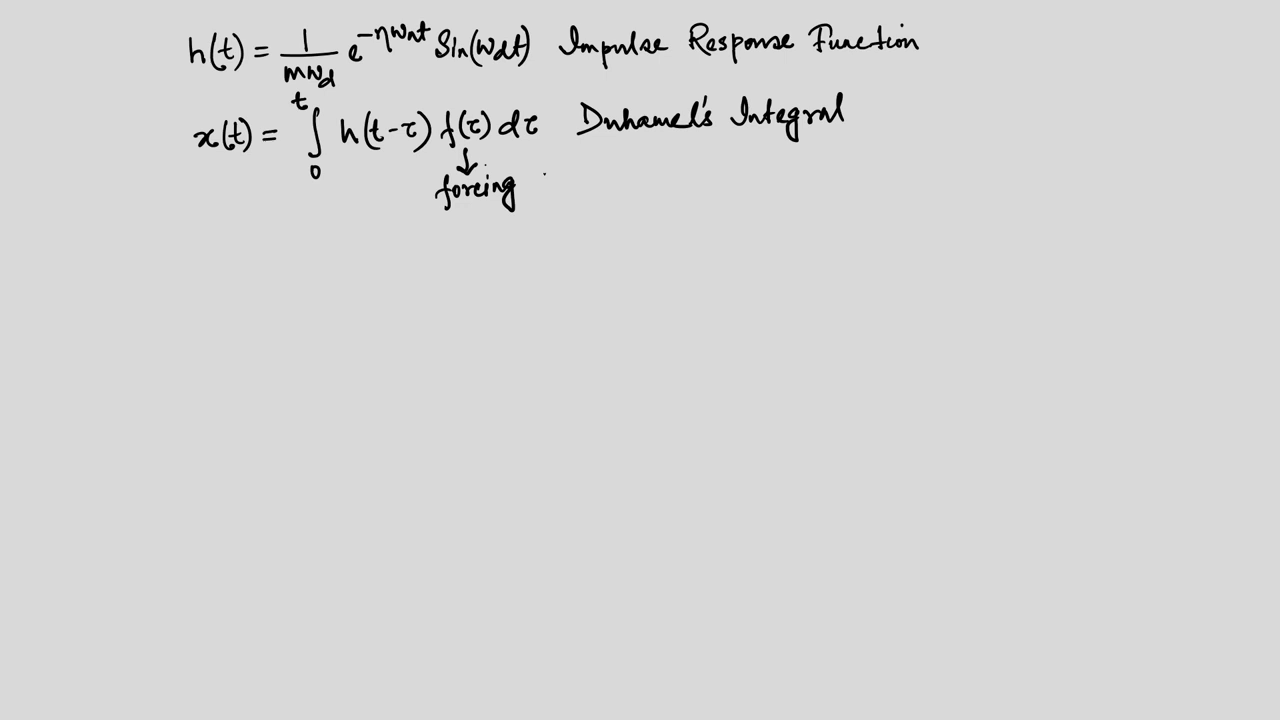 h(t) = 1/(mω_d) e^(-ηω_n t) Sin(ω_d t) Impulse Response Function
x(t) = ∫_0^t h(t-τ) f(τ) dτ Duhamel's Integral
↓
forcing